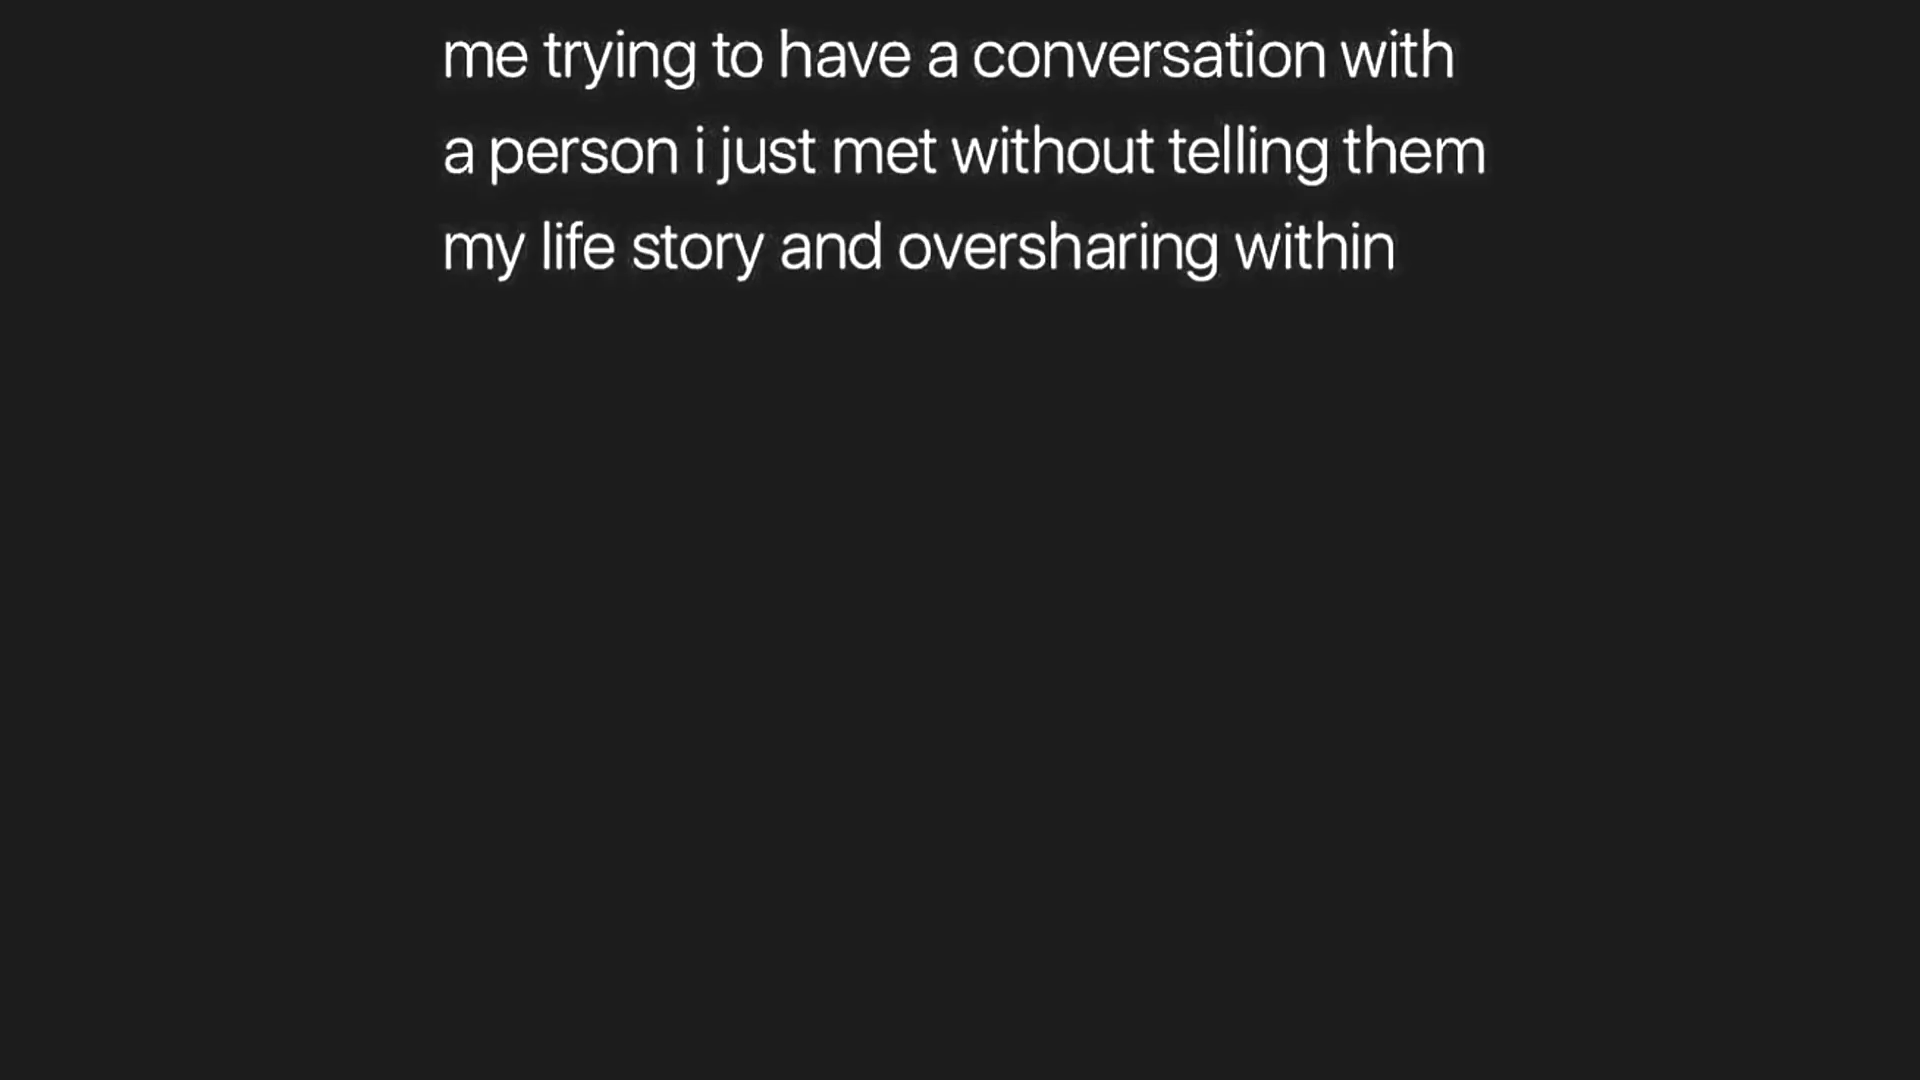 me trying to have a conversation with
a person i just met without telling them
my life story and oversharing within